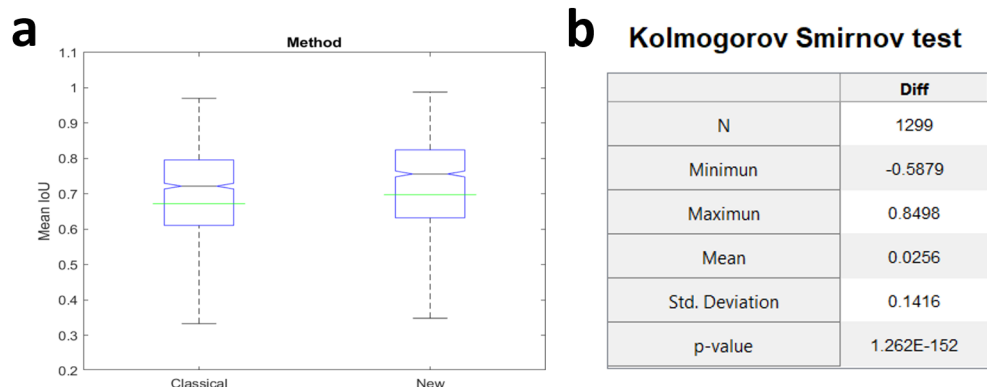 a
Method
Mean IoU
1.1
1
0.9
0.8
0.7
0.6
0.5
0.4
0.3
0.2
Classical
New
b
Kolmogorov Smirnov test
Diff
N 1299
Minimun -0.5879
Maximun 0.8498
Mean 0.0256
Std. Deviation 0.1416
p-value 1.262E-152